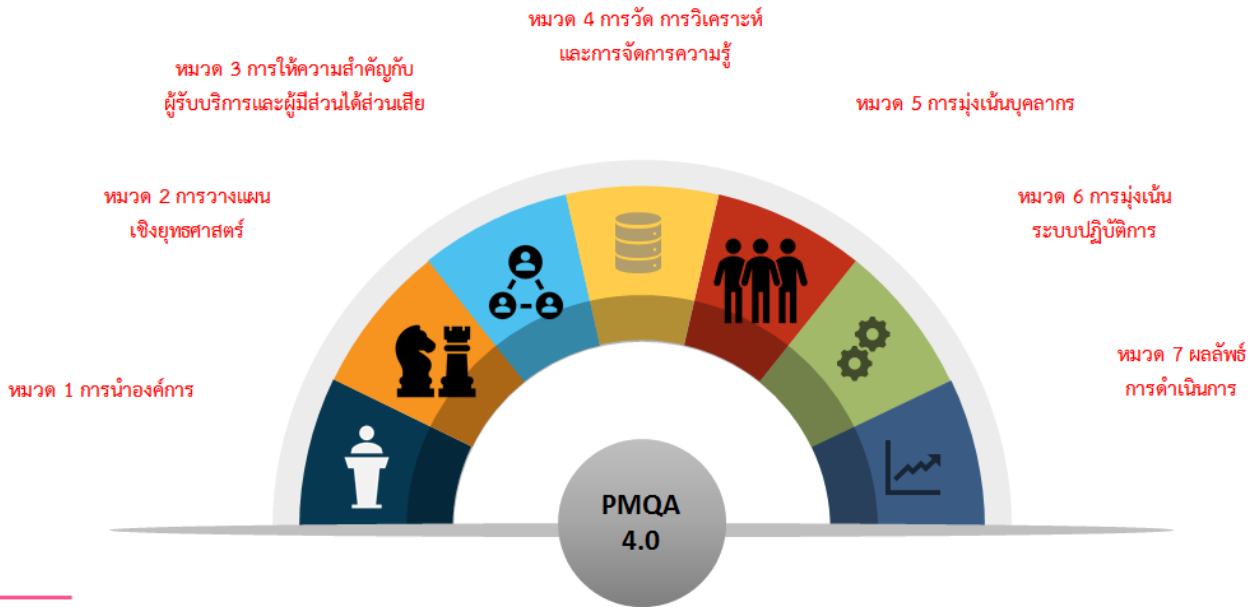 หมวด 4 การวัด การวิเคราะห์
และการจัดการความรู้
หมวด 3 การให้ความสำคัญกับ
ผู้รับบริการและผู้มีส่วนได้ส่วนเสีย
หมวด 5 การมุ่งเน้นบุคลากร
หมวด 2 การวางแผน
เชิงยุทธศาสตร์
หมวด 6 การมุ่งเน้น
ระบบปฏิบัติการ
หมวด 1 การนำองค์การ
หมวด 7 ผลลัพธ์
การดำเนินการ
PMQA
4.0